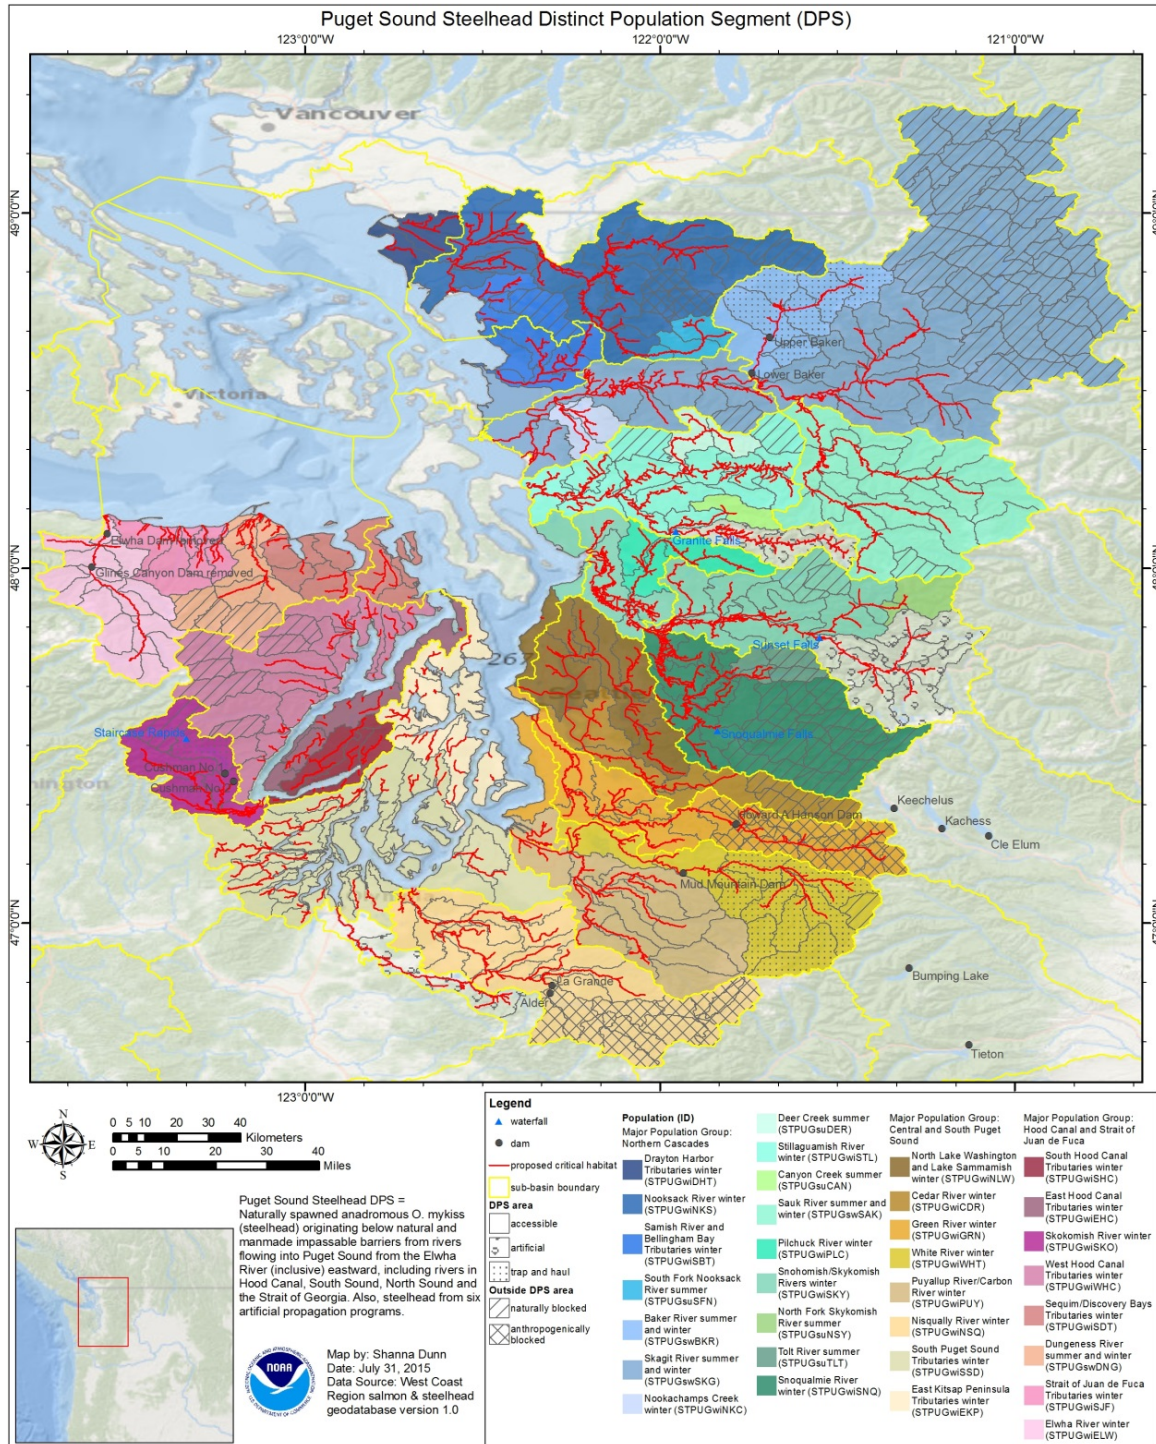 Puget Sound Steelhead Distinct Population Segment (DPS)
123°0'0"W
122°0'0"W
121°0'0"W
49°0'0"N
49°0'0"N
48°0'0"N
48°0'0"N
47°0'0"N
47°0'0"N
Vancouver
Victoria
Upper Baker
Lower Baker
Granite Falls
Elwha Dam removed
Glines Canyon Dam removed
Sunset Falls
267
Staircase Rapids
Snoqualmie Falls
Cushman No
Cushman No
Keechelus
Kachess
Cle Elum
Howard A Hanson Dam
Mud Mountain Dam
Bumping Lake
La Grande
Alder
Tieton
123°0'0"W
122°0'0"W
121°0'0"W
N
W
E
S
0 5 10 20 30 40
Kilometers
0 5 10 20 30 40
Miles
Puget Sound Steelhead DPS =
Naturally spawned anadromous O. mykiss
(steelhead) originating below natural and
manmade impassable barriers from rivers
flowing into Puget Sound from the Elwha
River (inclusive) eastward, including rivers in
Hood Canal, South Sound, North Sound and
the Strait of Georgia. Also, steelhead from six
artificial propagation programs.
NOAA
Map by: Shanna Dunn
Date: July 31, 2015
Data Source: West Coast
Region salmon & steelhead
geodatabase version 1.0
Legend
waterfall
dam
proposed critical habitat
sub-basin boundary
DPS area
accessible
artificial
trap and haul
Outside DPS area
naturally blocked
anthropogenically
blocked
Population (ID)
Major Population Group:
Northern Cascades
Drayton Harbor
Tributaries winter
(STPUGwiDHT)
Nooksack River winter
(STPUGwiNKS)
Samish River and
Bellingham Bay
Tributaries winter
(STPUGwiSBT)
South Fork Nooksack
River summer
(STPUGsuSFN)
Baker River summer
and winter
(STPUGswBKR)
Skagit River summer
and winter
(STPUGswSKG)
Nookachamps Creek
winter (STPUGwiNKC)
Deer Creek summer
(STPUGsuDER)
Stillaguamish River
winter (STPUGwiSTL)
Canyon Creek summer
(STPUGsuCAN)
Sauk River summer and
winter (STPUGswSAK)
Pilchuck River winter
(STPUGwiPLC)
Snohomish/Skykomish
Rivers winter
(STPUGwiSKY)
North Fork Skykomish
River summer
(STPUGsuNSY)
Tolt River summer
(STPUGsuTLT)
Snoqualmie River
winter (STPUGwiSNQ)
Major Population Group:
Central and South Puget
Sound
North Lake Washington
and Lake Sammamish
winter (STPUGwiNLW)
Cedar River winter
(STPUGwiCDR)
Green River winter
(STPUGwiGRN)
White River winter
(STPUGwiWHT)
Puyallup River/Carbon
River winter
(STPUGwiPUY)
Nisqually River winter
(STPUGwiNSQ)
South Puget Sound
Tributaries winter
(STPUGwiSSD)
East Kitsap Peninsula
Tributaries winter
(STPUGwiEKP)
Major Population Group:
Hood Canal and Strait of
Juan de Fuca
South Hood Canal
Tributaries winter
(STPUGwiSHC)
East Hood Canal
Tributaries winter
(STPUGwiEHC)
Skokomish River winter
(STPUGwiSKO)
West Hood Canal
Tributaries winter
(STPUGwiWHC)
Sequim/Discovery Bays
Tributaries winter
(STPUGwiSDT)
Dungeness River
summer and winter
(STPUGswDNG)
Strait of Juan de Fuca
Tributaries winter
(STPUGwiSJF)
Elwha River winter
(STPUGwiELW)